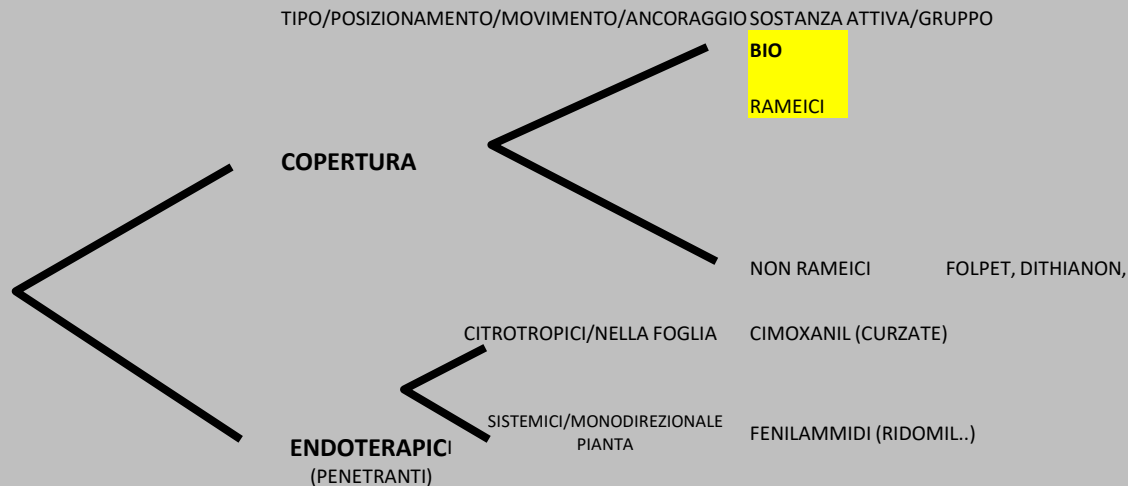 TIPO/POSIZIONAMENTO/MOVIMENTO/ANCORAGGIO SOSTANZA ATTIVA/GRUPPO
BIO
RAMEICI
COPERTURA
NON RAMEICI FOLPET, DITHIANON,
CITROTROPICI/NELLA FOGLIA CIMOXANIL (CURZATE)
SISTEMICI/MONODIREZIONALE
PIANTA
FENILAMMIDI (RIDOMIL..)
ENDOTERAPICI
(PENETRANTI)